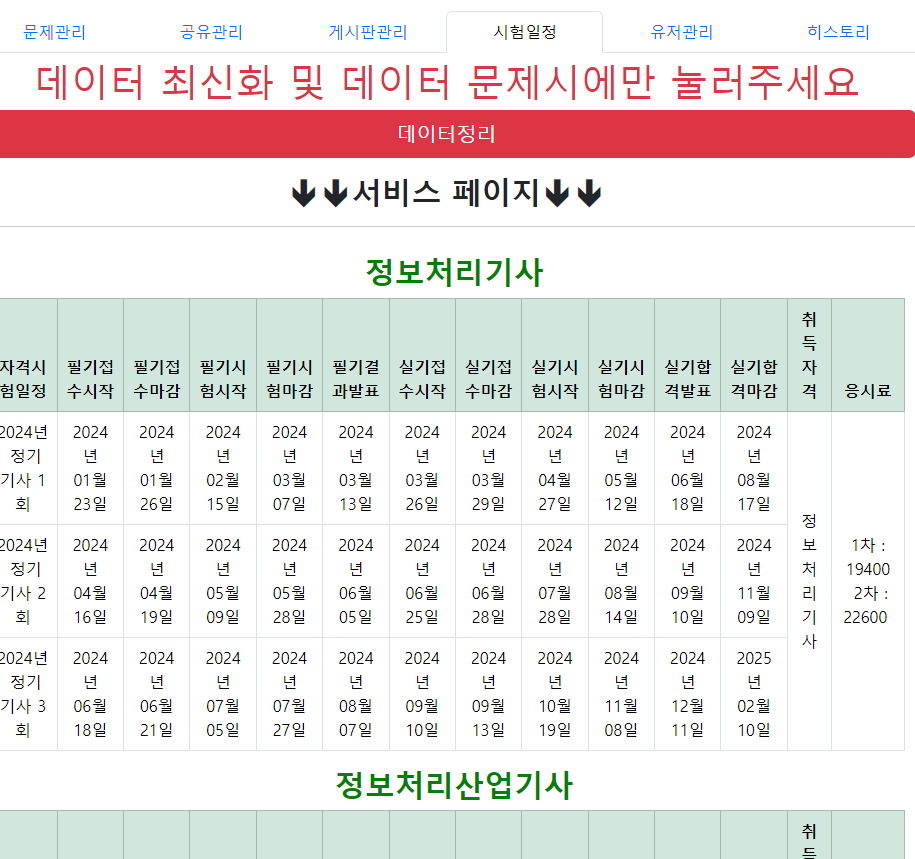 문제관리 공유관리 게시판관리 시험일정 유저관리 히스토리
데이터 최신화 및 데이터 문제시에만 눌러주세요
데이터정리
🡻🡻서비스 페이지🡻🡻
정보처리기사
자격시험일정 필기접수시작 필기접수마감 필기시험시작 필기시험마감 필기결과발표 실기접수시작 실기접수마감 실기시험시작 실기시험마감 실기합격발표 실기합격마감 취득자격 응시료
2024년 정기 기사 1회 2024년 01월 23일 2024년 01월 26일 2024년 02월 15일 2024년 03월 07일 2024년 03월 13일 2024년 03월 26일 2024년 03월 29일 2024년 04월 27일 2024년 05월 12일 2024년 06월 18일 2024년 08월 17일 정보처리기사 1차 : 19400 2차 : 22600
2024년 정기 기사 2회 2024년 04월 16일 2024년 04월 19일 2024년 05월 09일 2024년 05월 28일 2024년 06월 05일 2024년 06월 25일 2024년 06월 28일 2024년 07월 28일 2024년 08월 14일 2024년 09월 10일 2024년 11월 09일
2024년 정기 기사 3회 2024년 06월 18일 2024년 06월 21일 2024년 07월 05일 2024년 07월 27일 2024년 08월 07일 2024년 09월 10일 2024년 09월 13일 2024년 10월 19일 2024년 11월 08일 2024년 12월 11일 2025년 02월 10일
정보처리산업기사
취득